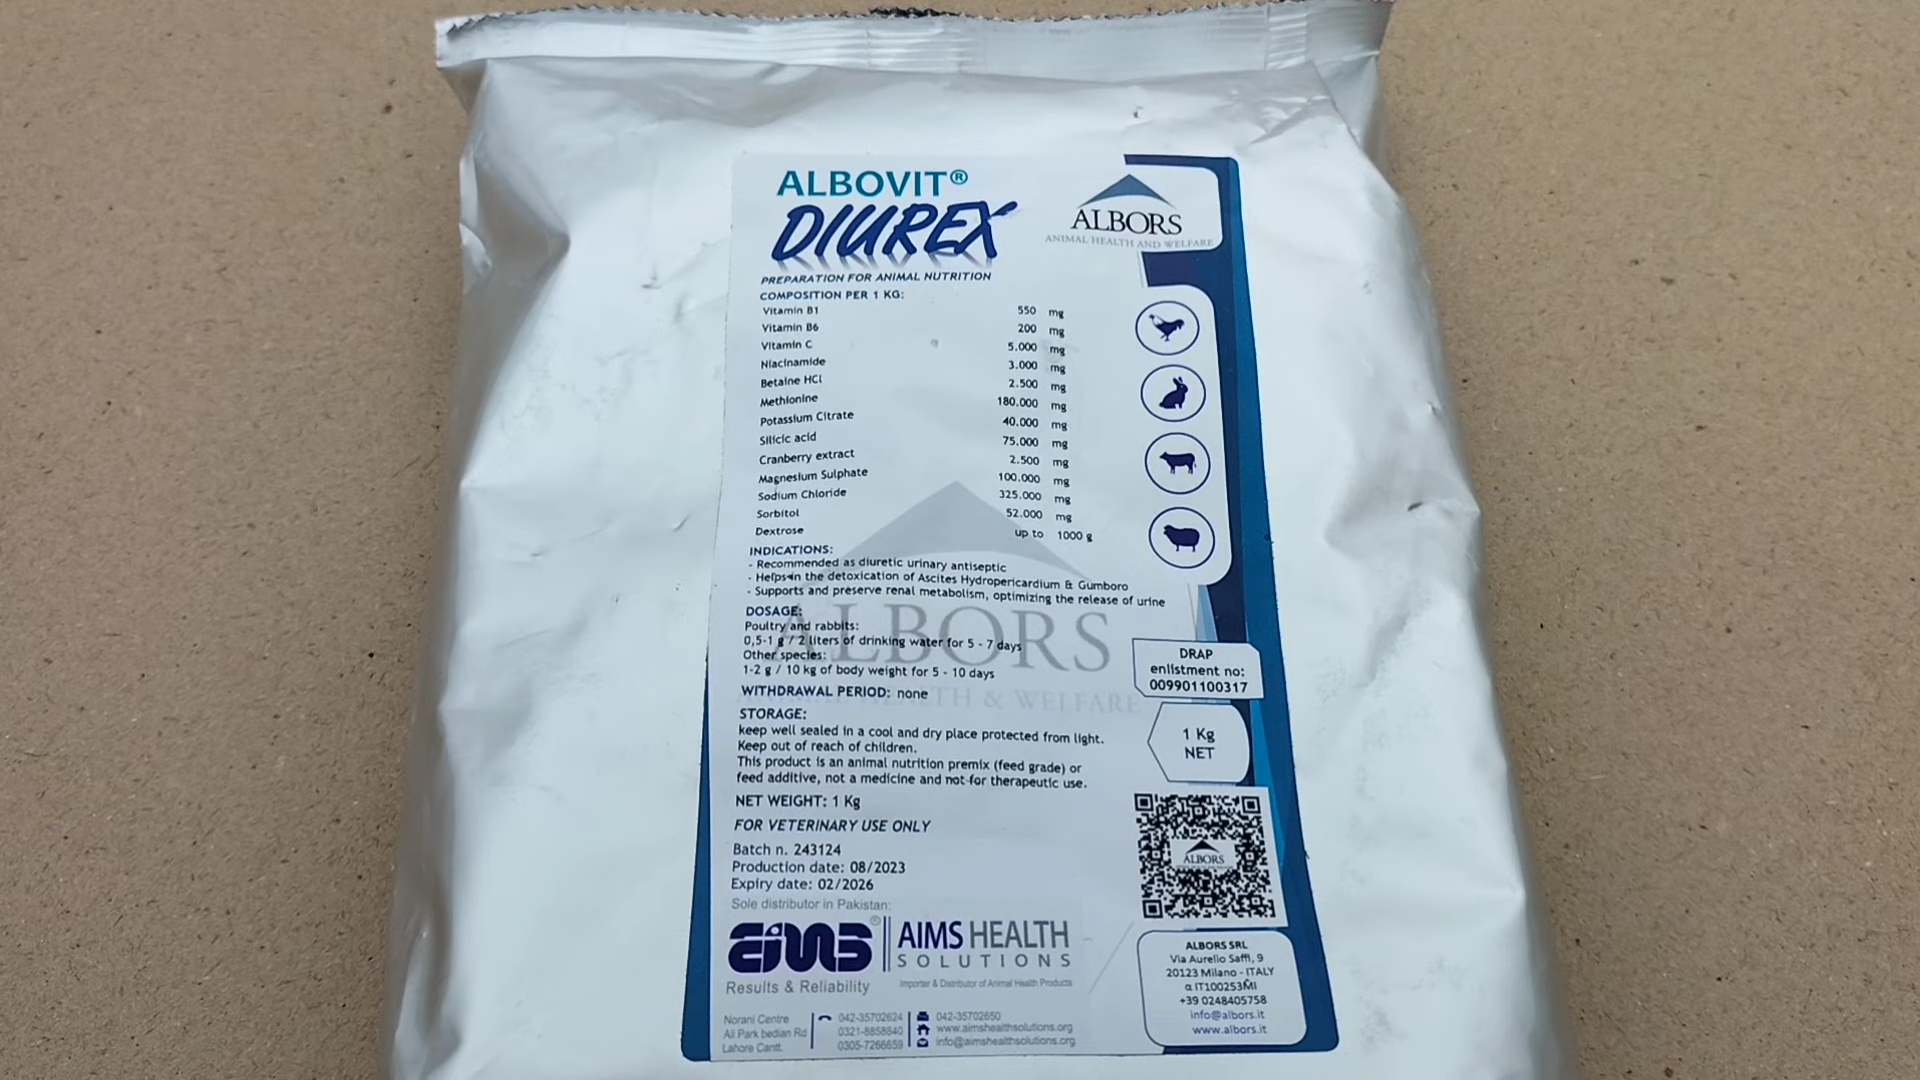 ALBOVIT®
DIUREX
ALBORS
ANIMAL HEALTH AND WELFARE
PREPARATION FOR ANIMAL NUTRITION
COMPOSITION PER 1 KG:
Vitamin B1 550 mg
Vitamin B6 200 mg
Vitamin C 5.000 mg
Niacinamide 3.000 mg
Betaine HCl 2.500 mg
Methionine 180.000 mg
Potassium Citrate 40.000 mg
Silicic acid 75.000 mg
Cranberry extract 2.500 mg
Magnesium Sulphate 100.000 mg
Sodium Chloride 325.000 mg
Sorbitol 52.000 mg
Dextrose up to 1000 g
INDICATIONS:
- Recommended as diuretic urinary antiseptic
- Helps in the detoxication of Ascites Hydropericardium & Gumboro
- Supports and preserve renal metabolism, optimizing the release of urine
DOSAGE:
Poultry and rabbits:
0,5-1 g / 2 liters of drinking water for 5 - 7 days
Other species:
1-2 g / 10 kg of body weight for 5 - 10 days
WITHDRAWAL PERIOD: none
ALBORS
ANIMAL HEALTH & WELFARE
STORAGE:
keep well sealed in a cool and dry place protected from light.
Keep out of reach of children.
This product is an animal nutrition premix (feed grade) or
feed additive, not a medicine and not for therapeutic use.
NET WEIGHT: 1 Kg
FOR VETERINARY USE ONLY
Batch n. 243124
Production date: 08/2023
Expiry date: 02/2026
Sole distributor in Pakistan:
aims®
Results & Reliability
AIMS HEALTH
SOLUTIONS
Importer & Distributor of Animal Health Products
Norani Centre
All Park bedian Rd
Lahore Cantt.
042-35702624
0321-8858840
0305-7266659
042-35702650
www.aimshealthsolutions.org
info@aimshealthsolutions.org
DRAP
enlistment no:
009901100317
1 Kg
NET
ALBORS
ALBORS SRL
Via Aurelio Saffi, 9
20123 Milano - ITALY
α IT100253MI
+39 0248405758
info@albors.it
www.albors.it